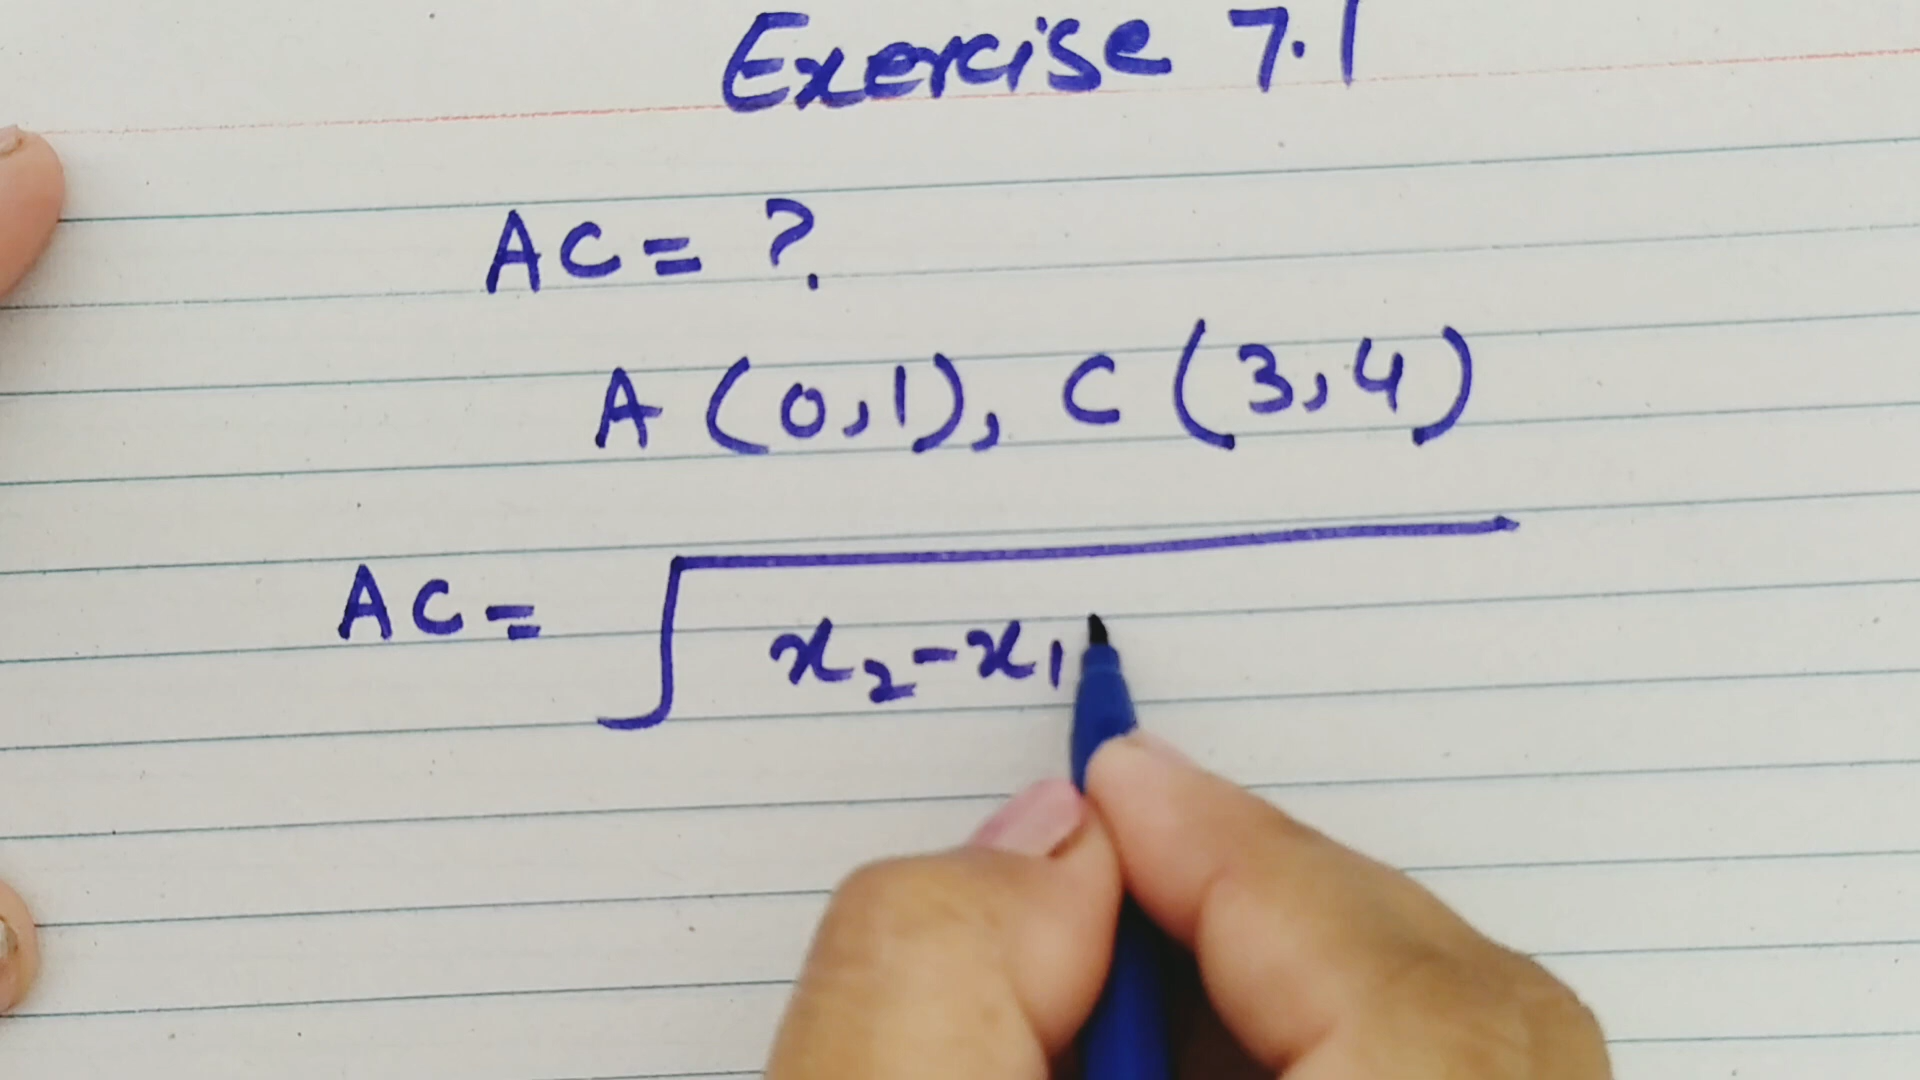 Exercise 7.1
AC = ?
A (0,1), C (3,4)
AC = √x₂-x₁